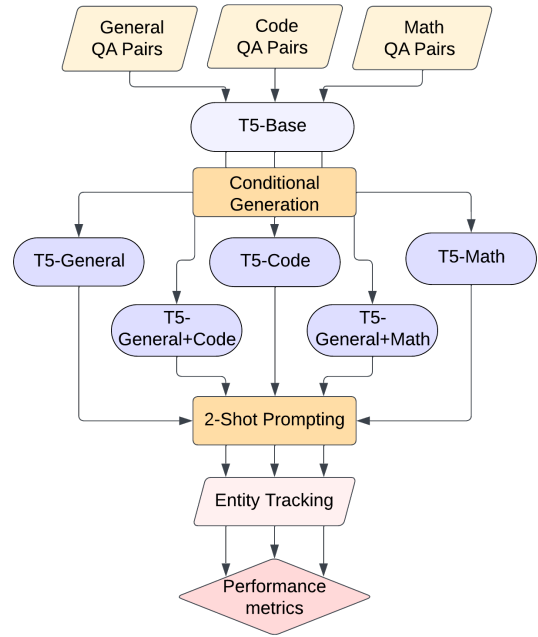 General
QA Pairs
Code
QA Pairs
Math
QA Pairs
T5-Base
Conditional
Generation
T5-General
T5-Code
T5-Math
T5-
General+Code
T5-
General+Math
2-Shot Prompting
Entity Tracking
Performance
metrics